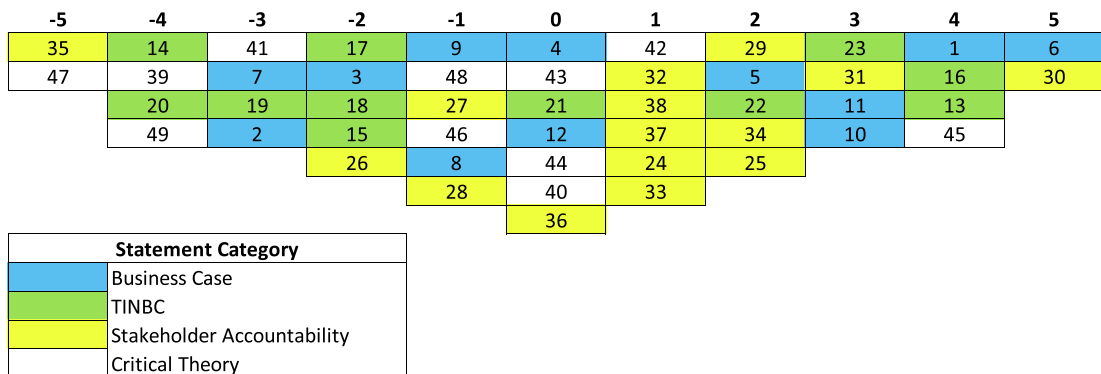 -5 -4 -3 -2 -1 0 1 2 3 4 5
35 14 41 17 9 4 42 29 23 1 6
47 39 7 3 48 43 32 5 31 16 30
20 19 18 27 21 38 22 11 13
49 2 15 46 12 37 34 10 45
26 8 44 24 25
28 40 33
36
Statement Category
Business Case
TINBC
Stakeholder Accountability
Critical Theory